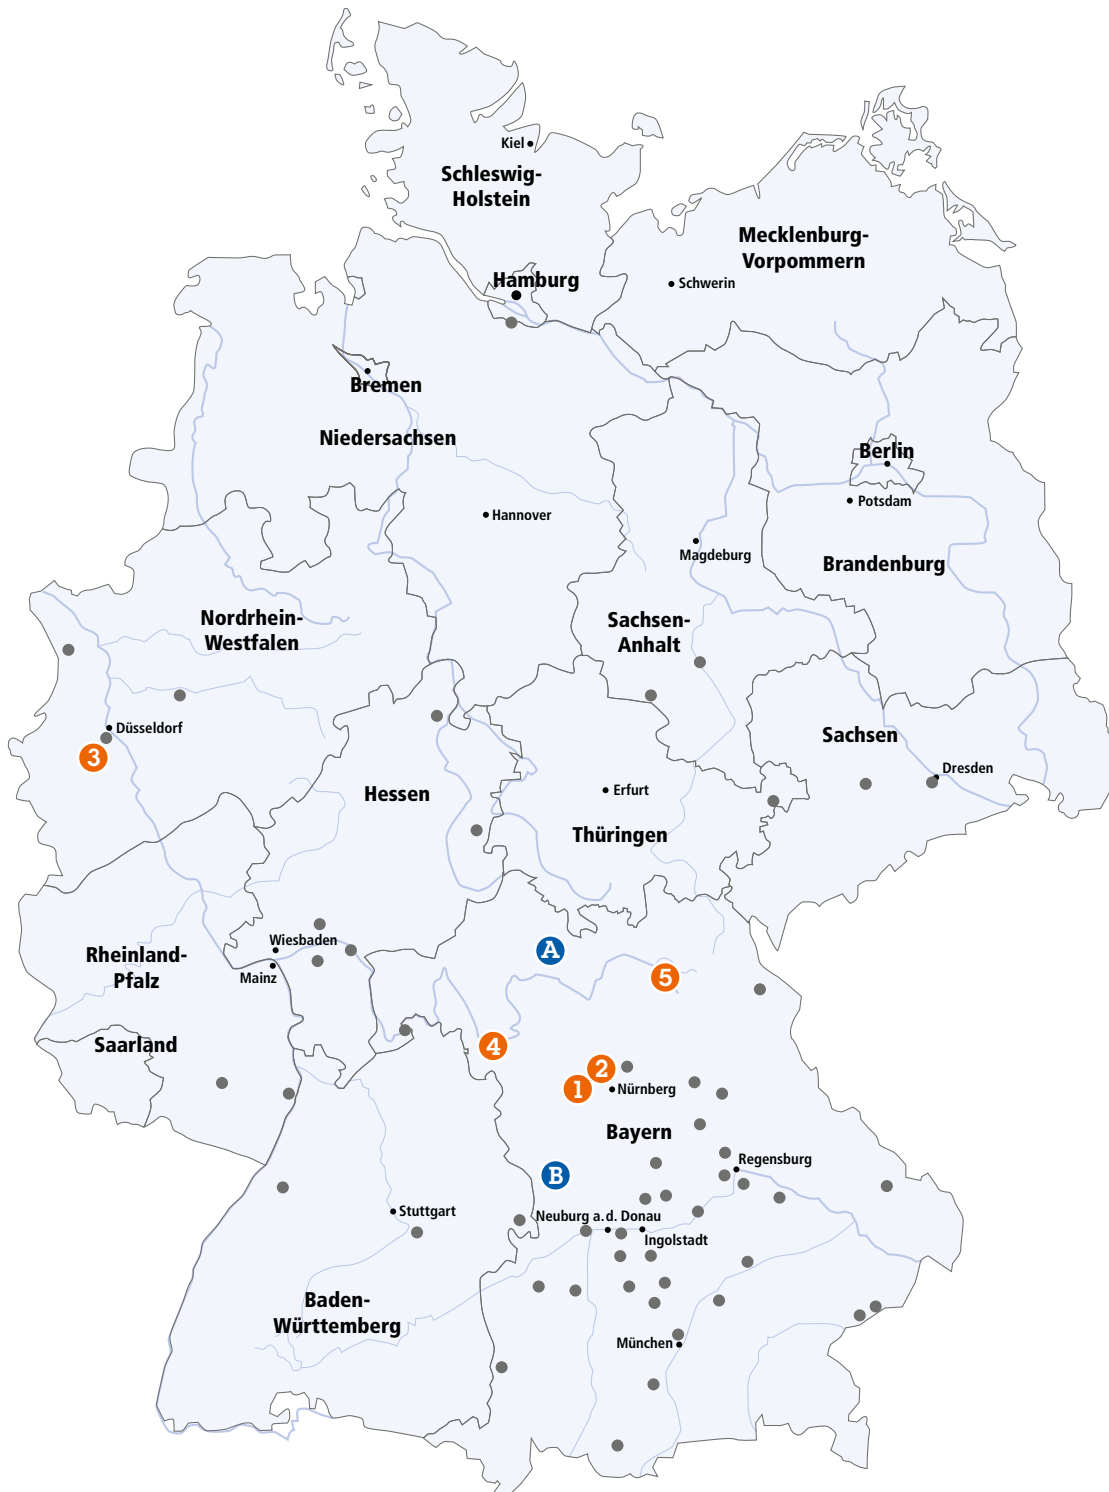 Kiel
Schleswig-
Holstein
Mecklenburg-
Vorpommern
Hamburg
Schwerin
Bremen
Niedersachsen
Berlin
Hannover
Potsdam
Magdeburg
Brandenburg
Nordrhein-
Westfalen
Sachsen-
Anhalt
Düsseldorf
3
Sachsen
Dresden
Hessen
Erfurt
Thüringen
Wiesbaden
A
Rheinland-
Pfalz
Mainz
5
Saarland
4
2
1
Nürnberg
Bayern
Regensburg
B
Stuttgart
Neuburg a.d. Donau
Ingolstadt
Baden-
Württemberg
München